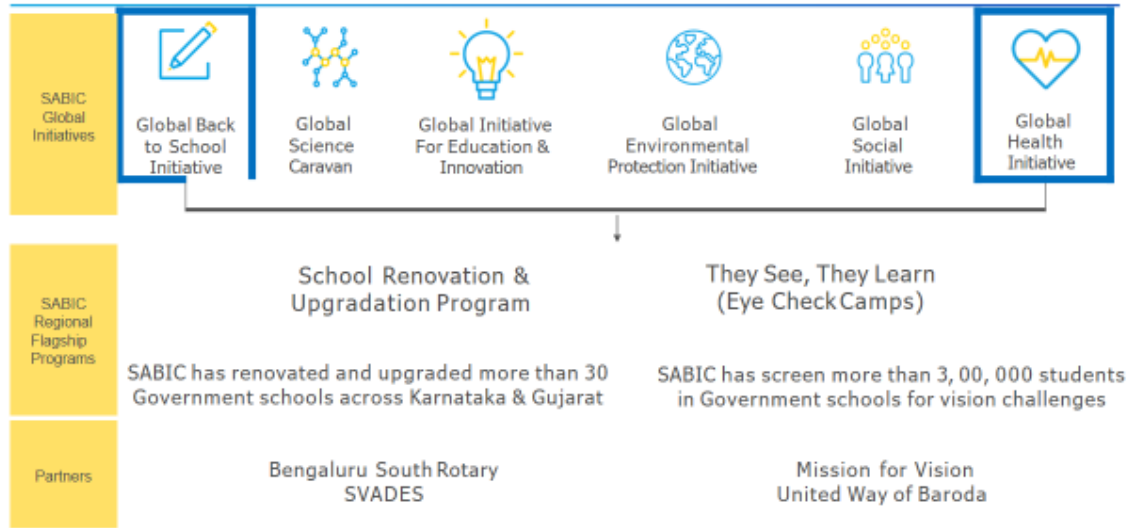 SABIC
Global
Initiatives
Global Back
to School
Initiative
Global
Science
Caravan
Global Initiative
For Education &
Innovation
Global
Environmental
Protection Initiative
Global
Social
Initiative
Global
Health
Initiative
SABIC
Regional
Flagship
Programs
School Renovation &
Upgradation Program
They See, They Learn
(Eye Check Camps)
SABIC has renovated and upgraded more than 30
Government schools across Karnataka & Gujarat
SABIC has screen more than 3, 00, 000 students
in Government schools for vision challenges
Partners
Bengaluru South Rotary
SVADES
Mission for Vision
United Way of Baroda